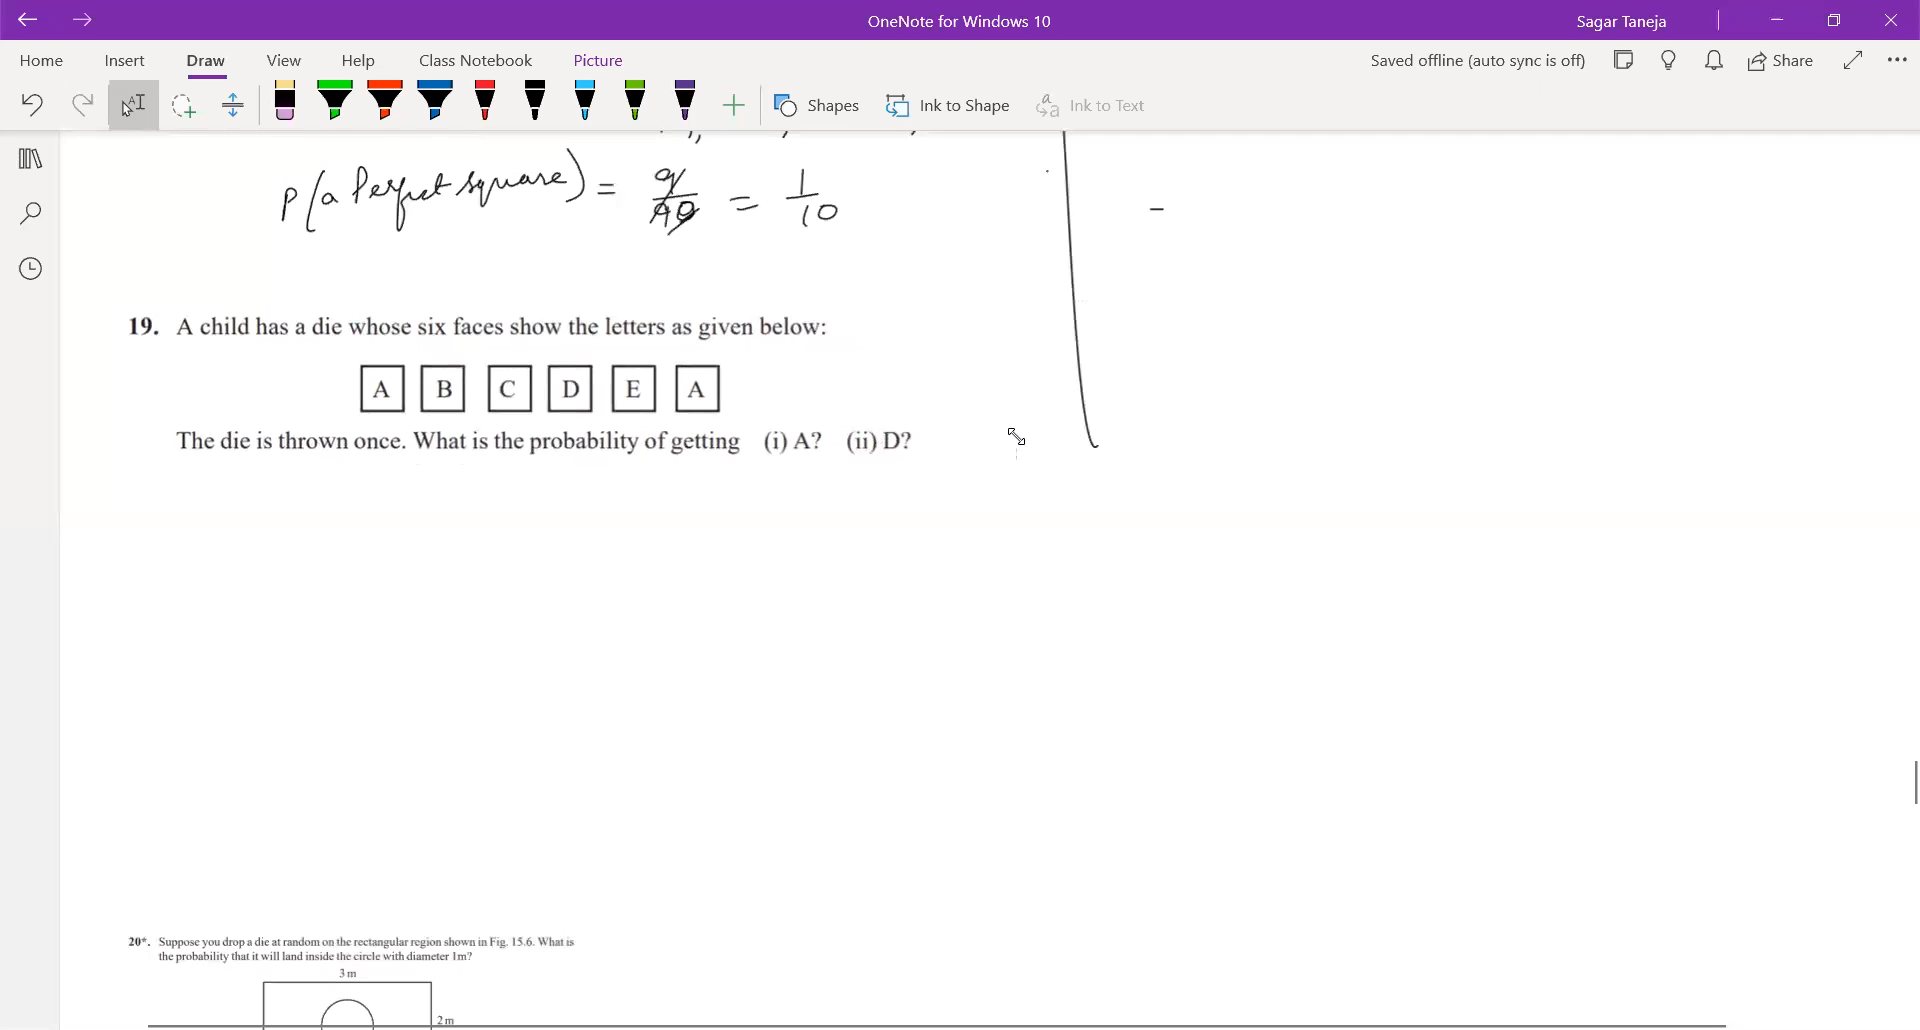 OneNote for Windows 10
Sagar Taneja
Home Insert Draw View Help Class Notebook Picture
Saved offline (auto sync is off) Share
Shapes Ink to Shape Ink to Text
P(a Perfect square) = 9/90 = 1/10
19. A child has a die whose six faces show the letters as given below:
A B C D E A
The die is thrown once. What is the probability of getting (i) A? (ii) D?
20*. Suppose you drop a die at random on the rectangular region shown in Fig. 15.6. What is
the probability that it will land inside the circle with diameter 1m?
3 m
2 m